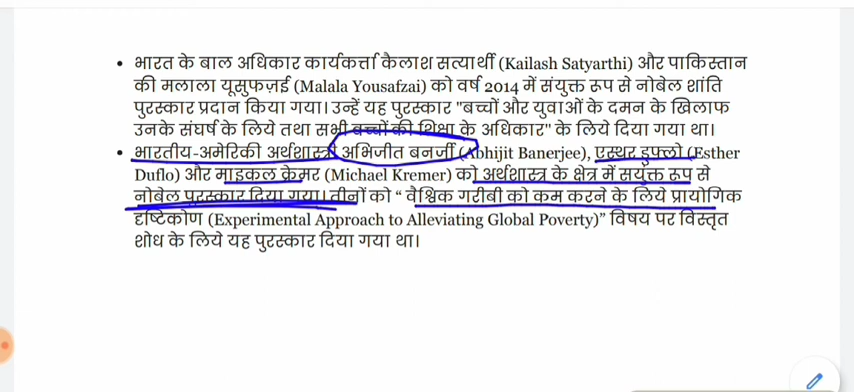 • भारत के बाल अधिकार कार्यकर्त्ता कैलाश सत्यार्थी (Kailash Satyarthi) और पाकिस्तान
की मलाला यूसुफज़ई (Malala Yousafzai) को वर्ष 2014 में संयुक्त रूप से नोबेल शांति
पुरस्कार प्रदान किया गया। उन्हें यह पुरस्कार "बच्चों और युवाओं के दमन के खिलाफ
उनके संघर्ष के लिये तथा सभी बच्चों की शिक्षा के अधिकार" के लिये दिया गया था।
• भारतीय-अमेरिकी अर्थशास्त्री अभिजीत बनर्जी (Abhijit Banerjee), एस्थर डुफ्लो (Esther
Duflo) और माइकल क्रेमर (Michael Kremer) को अर्थशास्त्र के क्षेत्र में संयुक्त रूप से
नोबेल पुरस्कार दिया गया। तीनों को “ वैश्विक गरीबी को कम करने के लिये प्रायोगिक
दृष्टिकोण (Experimental Approach to Alleviating Global Poverty)” विषय पर विस्तृत
शोध के लिये यह पुरस्कार दिया गया था।